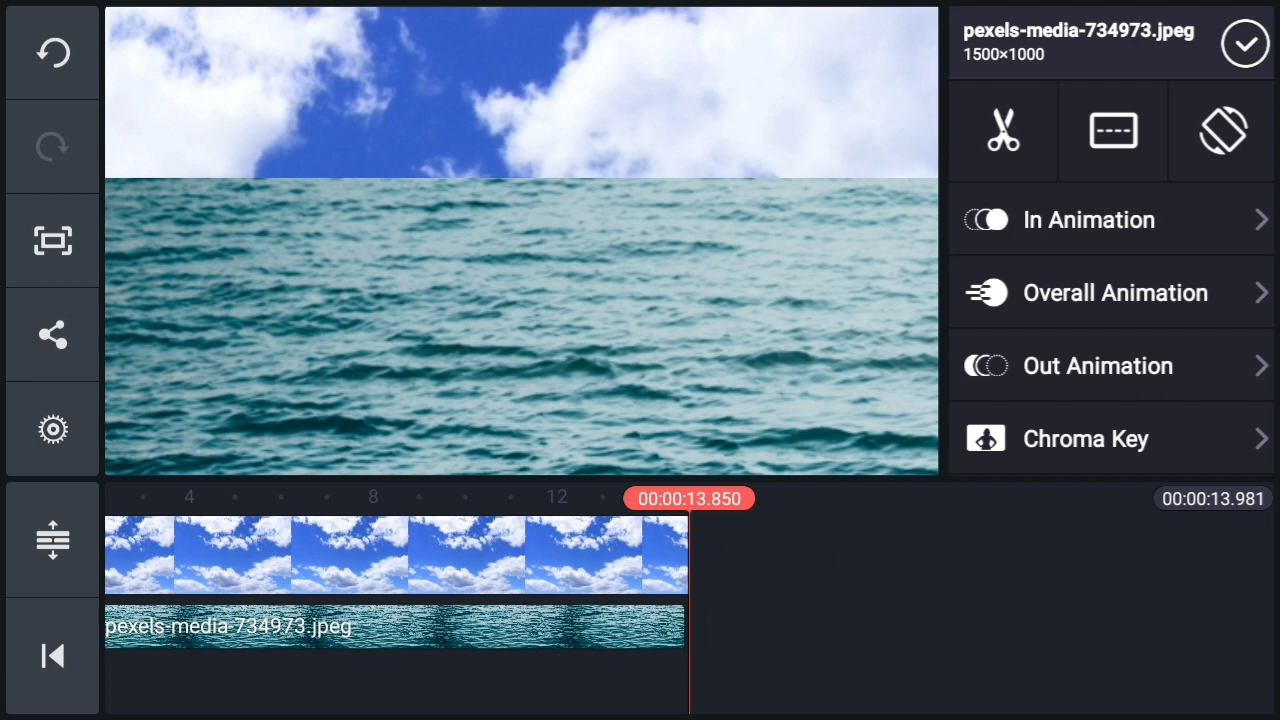 pexels-media-734973.jpeg
1500×1000
In Animation
Overall Animation
Out Animation
Chroma Key
4
8
12
00:00:13.850
00:00:13.981
pexels-media-734973.jpeg